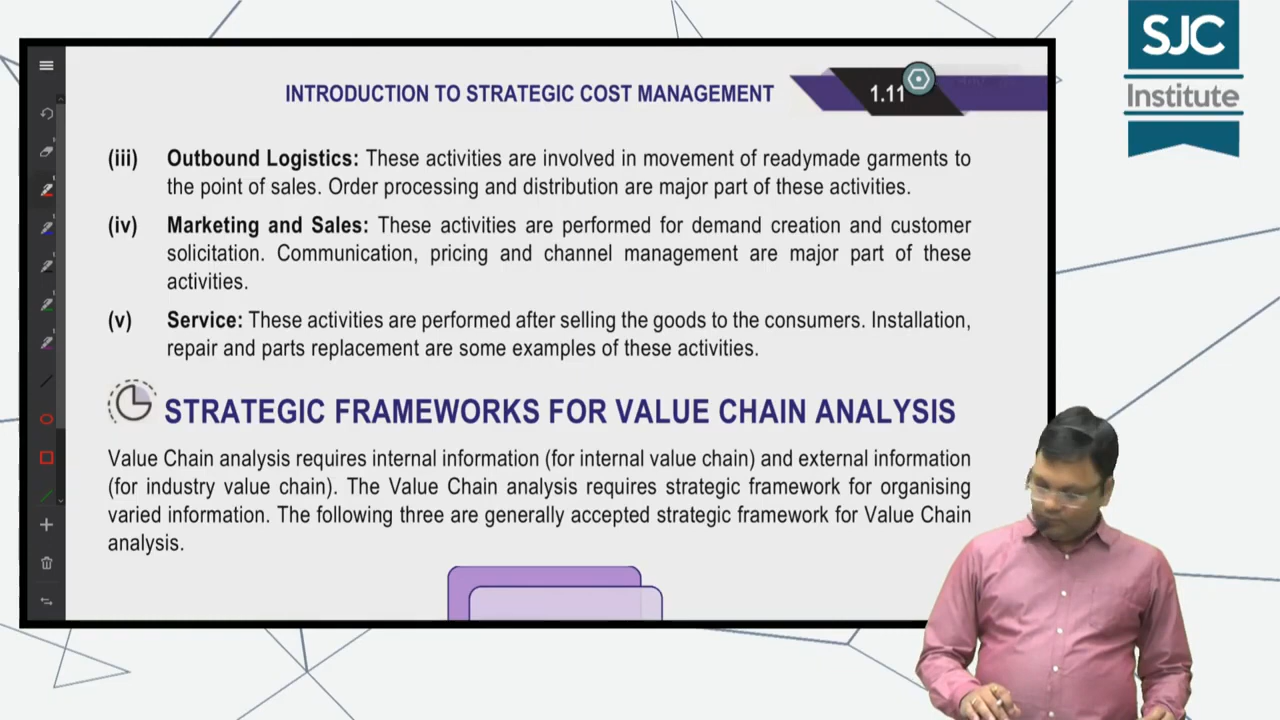 SJC
Institute
INTRODUCTION TO STRATEGIC COST MANAGEMENT 1.11
(iii) Outbound Logistics: These activities are involved in movement of readymade garments to
the point of sales. Order processing and distribution are major part of these activities.
(iv) Marketing and Sales: These activities are performed for demand creation and customer
solicitation. Communication, pricing and channel management are major part of these
activities.
(v) Service: These activities are performed after selling the goods to the consumers. Installation,
repair and parts replacement are some examples of these activities.
STRATEGIC FRAMEWORKS FOR VALUE CHAIN ANALYSIS
Value Chain analysis requires internal information (for internal value chain) and external information
(for industry value chain). The Value Chain analysis requires strategic framework for organising
varied information. The following three are generally accepted strategic framework for Value Chain
analysis.